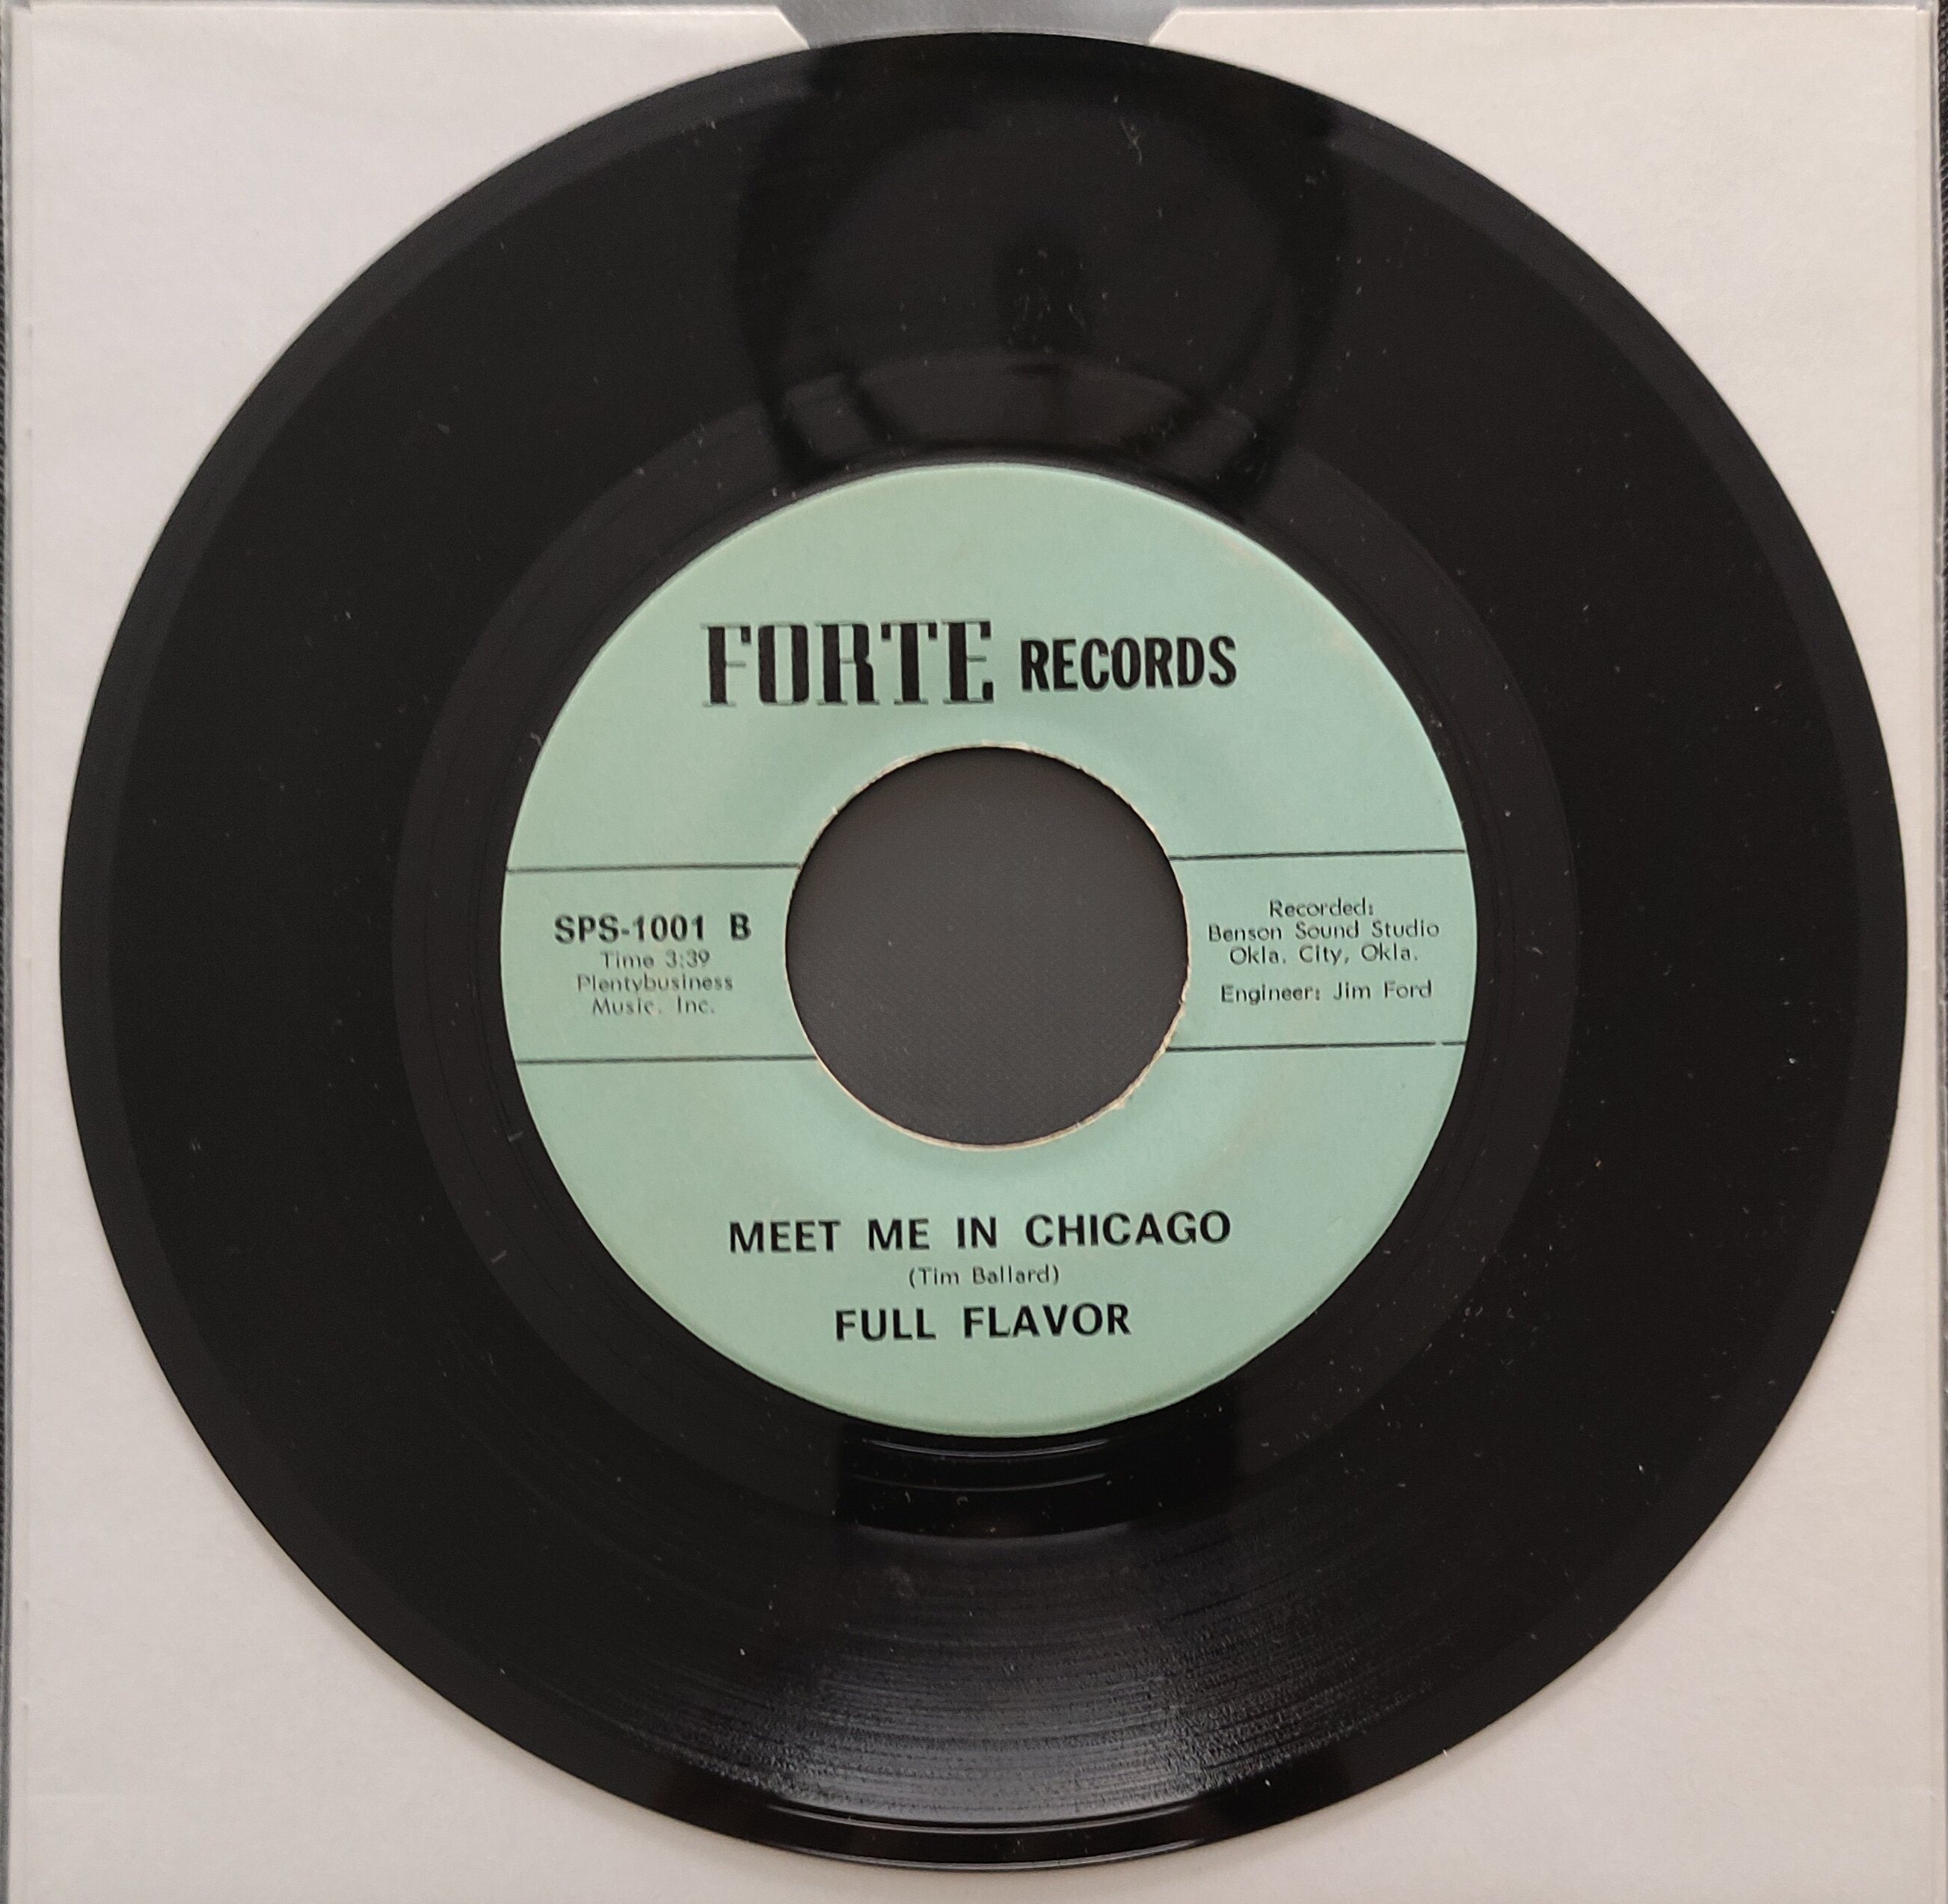 FORTE RECORDS
SPS-1001 B
Time 3:39
Plentybusiness
Music, Inc.
Recorded:
Benson Sound Studio
Okla. City, Okla.
Engineer: Jim Ford
MEET ME IN CHICAGO
(Tim Ballard)
FULL FLAVOR